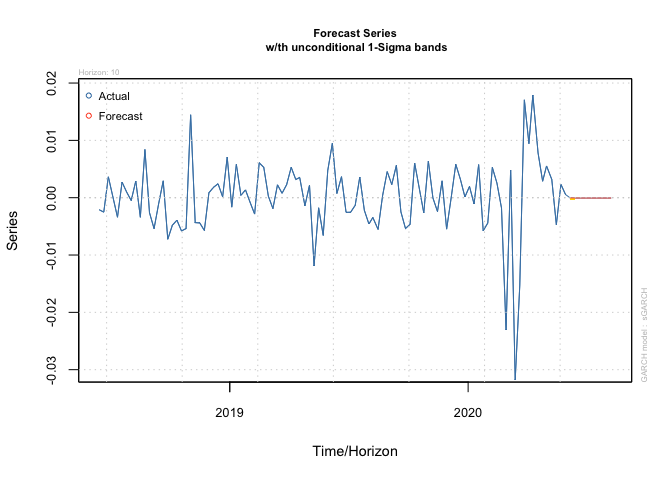 Forecast Series
w/th unconditional 1-Sigma bands
Horizon: 10
Actual
Forecast
0.02
0.01
0.00
-0.01
-0.02
-0.03
Series
2019
2020
Time/Horizon
GARCH model : sGARCH